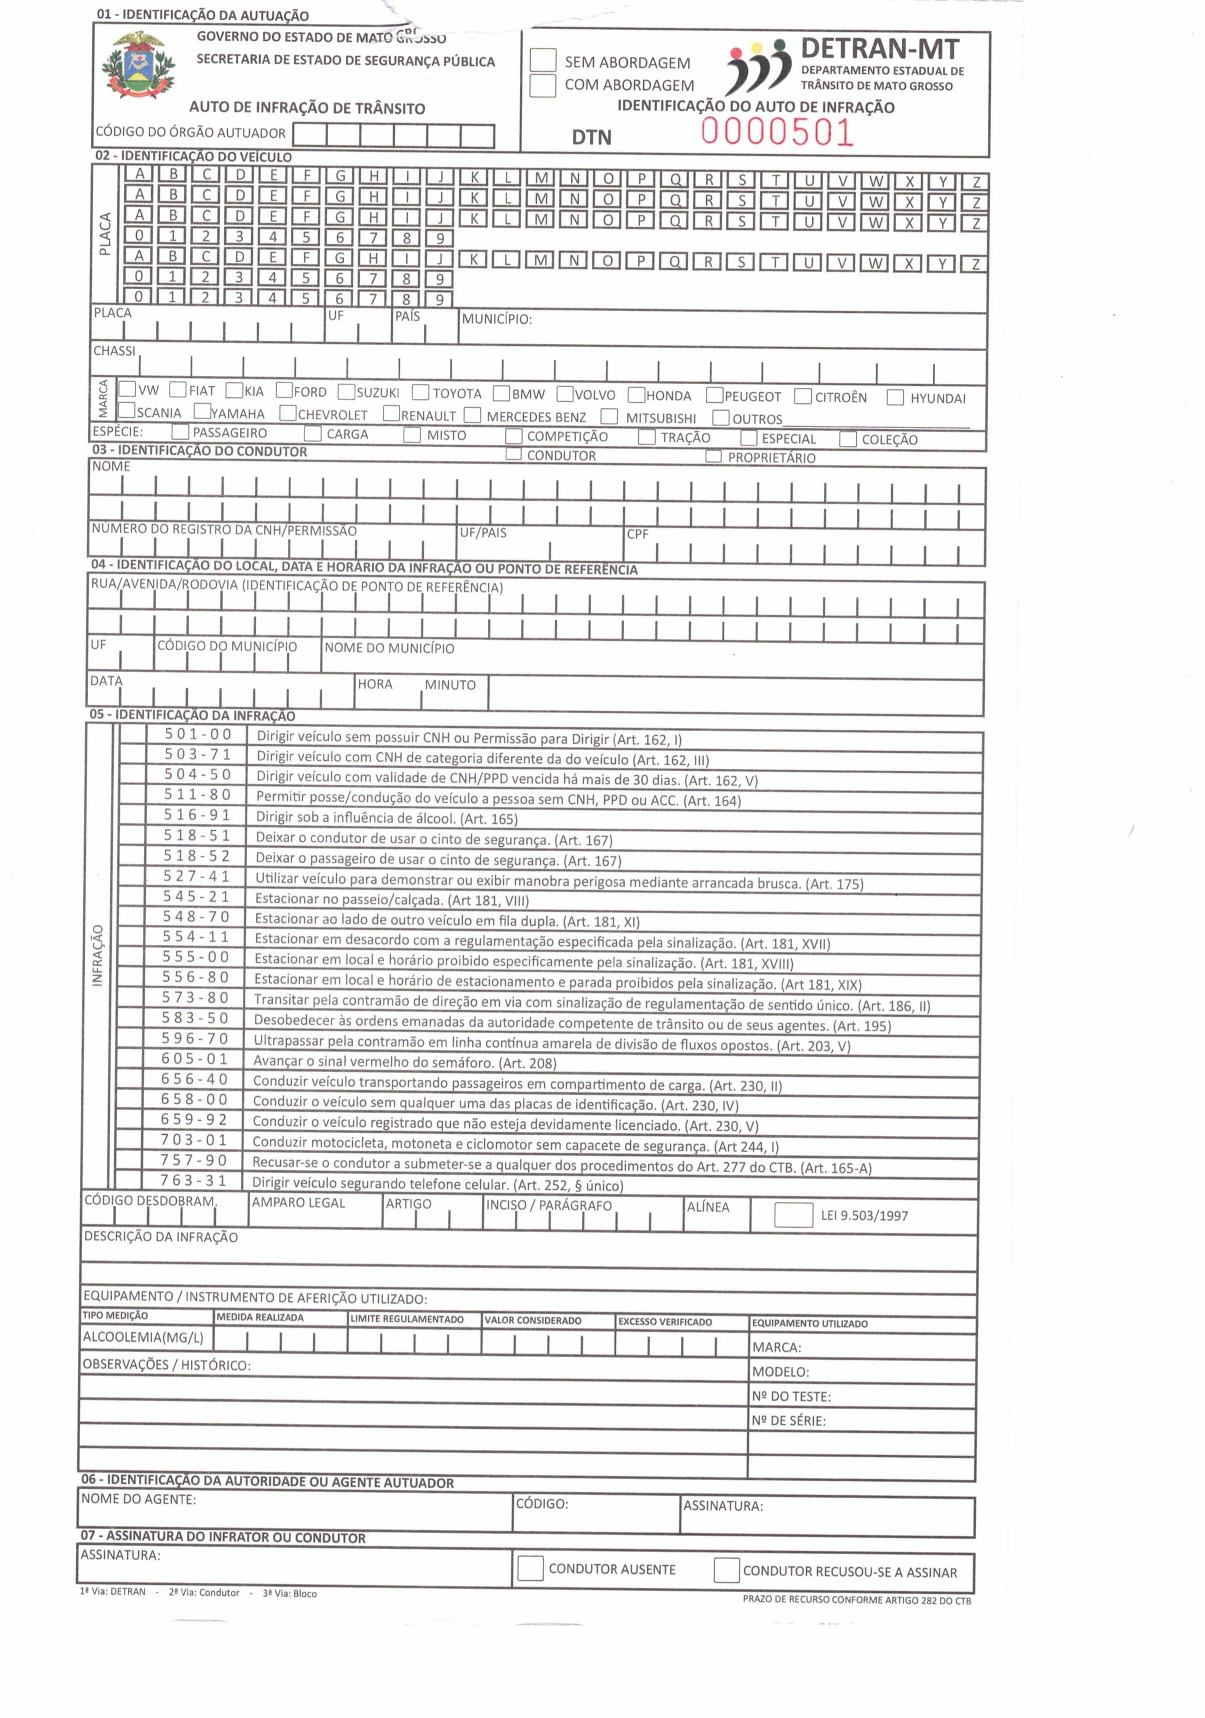 01 - IDENTIFICAÇÃO DA AUTUAÇÃO
GOVERNO DO ESTADO DE MATO GROSSO
SECRETARIA DE ESTADO DE SEGURANÇA PÚBLICA
AUTO DE INFRAÇÃO DE TRÂNSITO
CÓDIGO DO ÓRGÃO AUTUADOR
SEM ABORDAGEM
COM ABORDAGEM
DETRAN-MT
DEPARTAMENTO ESTADUAL DE
TRÂNSITO DE MATO GROSSO
IDENTIFICAÇÃO DO AUTO DE INFRAÇÃO
DTN 0000501
02 - IDENTIFICAÇÃO DO VEÍCULO
PLACA
A B C D E F G H I J K L M N O P Q R S T U V W X Y Z
A B C D E F G H I J K L M N O P Q R S T U V W X Y Z
A B C D E F G H I J K L M N O P Q R S T U V W X Y Z
0 1 2 3 4 5 6 7 8 9
A B C D E F G H I J K L M N O P Q R S T U V W X Y Z
0 1 2 3 4 5 6 7 8 9
0 1 2 3 4 5 6 7 8 9
PLACA UF PAÍS MUNICÍPIO:
CHASSI
MARCA
VW FIAT KIA FORD SUZUKI TOYOTA BMW VOLVO HONDA PEUGEOT CITROÊN HYUNDAI
SCANIA YAMAHA CHEVROLET RENAULT MERCEDES BENZ MITSUBISHI OUTROS
ESPÉCIE: PASSAGEIRO CARGA MISTO COMPETIÇÃO TRAÇÃO ESPECIAL COLEÇÃO
03 - IDENTIFICAÇÃO DO CONDUTOR CONDUTOR PROPRIETÁRIO
NOME
NÚMERO DO REGISTRO DA CNH/PERMISSÃO UF/PAIS CPF
04 - IDENTIFICAÇÃO DO LOCAL, DATA E HORÁRIO DA INFRAÇÃO OU PONTO DE REFERÊNCIA
RUA/AVENIDA/RODOVIA (IDENTIFICAÇÃO DE PONTO DE REFERÊNCIA)
UF CÓDIGO DO MUNICÍPIO NOME DO MUNICÍPIO
DATA HORA MINUTO
05 - IDENTIFICAÇÃO DA INFRAÇÃO
INFRAÇÃO
501-00 Dirigir veículo sem possuir CNH ou Permissão para Dirigir (Art. 162, I)
503-71 Dirigir veículo com CNH de categoria diferente da do veículo (Art. 162, III)
504-50 Dirigir veículo com validade de CNH/PPD vencida há mais de 30 dias. (Art. 162, V)
511-80 Permitir posse/condução do veículo a pessoa sem CNH, PPD ou ACC. (Art. 164)
516-91 Dirigir sob a influência de álcool. (Art. 165)
518-51 Deixar o condutor de usar o cinto de segurança. (Art. 167)
518-52 Deixar o passageiro de usar o cinto de segurança. (Art. 167)
527-41 Utilizar veículo para demonstrar ou exibir manobra perigosa mediante arrancada brusca. (Art. 175)
545-21 Estacionar no passeio/calçada. (Art 181, VIII)
548-70 Estacionar ao lado de outro veículo em fila dupla. (Art. 181, XI)
554-11 Estacionar em desacordo com a regulamentação especificada pela sinalização. (Art. 181, XVII)
555-00 Estacionar em local e horário proibido especificamente pela sinalização. (Art. 181, XVIII)
556-80 Estacionar em local e horário de estacionamento e parada proibidos pela sinalização. (Art 181, XIX)
573-80 Transitar pela contramão de direção em via com sinalização de regulamentação de sentido único. (Art. 186, II)
583-50 Desobedecer às ordens emanadas da autoridade competente de trânsito ou de seus agentes. (Art. 195)
596-70 Ultrapassar pela contramão em linha contínua amarela de divisão de fluxos opostos. (Art. 203, V)
605-01 Avançar o sinal vermelho do semáforo. (Art. 208)
656-40 Conduzir veículo transportando passageiros em compartimento de carga. (Art. 230, II)
658-00 Conduzir o veículo sem qualquer uma das placas de identificação. (Art. 230, IV)
659-92 Conduzir o veículo registrado que não esteja devidamente licenciado. (Art. 230, V)
703-01 Conduzir motocicleta, motoneta e ciclomotor sem capacete de segurança. (Art 244, I)
757-90 Recusar-se o condutor a submeter-se a qualquer dos procedimentos do Art. 277 do CTB. (Art. 165-A)
763-31 Dirigir veículo segurando telefone celular. (Art. 252, § único)
CÓDIGO DESDOBRAM. AMPARO LEGAL ARTIGO INCISO / PARÁGRAFO ALÍNEA LEI 9.503/1997
DESCRIÇÃO DA INFRAÇÃO
EQUIPAMENTO / INSTRUMENTO DE AFERIÇÃO UTILIZADO:
TIPO MEDIÇÃO MEDIDA REALIZADA LIMITE REGULAMENTADO VALOR CONSIDERADO EXCESSO VERIFICADO EQUIPAMENTO UTILIZADO
ALCOOLEMIA(MG/L) MARCA:
OBSERVAÇÕES / HISTÓRICO: MODELO:
Nº DO TESTE:
Nº DE SÉRIE:
06 - IDENTIFICAÇÃO DA AUTORIDADE OU AGENTE AUTUADOR
NOME DO AGENTE: CÓDIGO: ASSINATURA:
07 - ASSINATURA DO INFRATOR OU CONDUTOR
ASSINATURA: CONDUTOR AUSENTE CONDUTOR RECUSOU-SE A ASSINAR
1ª Via: DETRAN - 2ª Via: Condutor - 3ª Via: Bloco
PRAZO DE RECURSO CONFORME ARTIGO 282 DO CTB